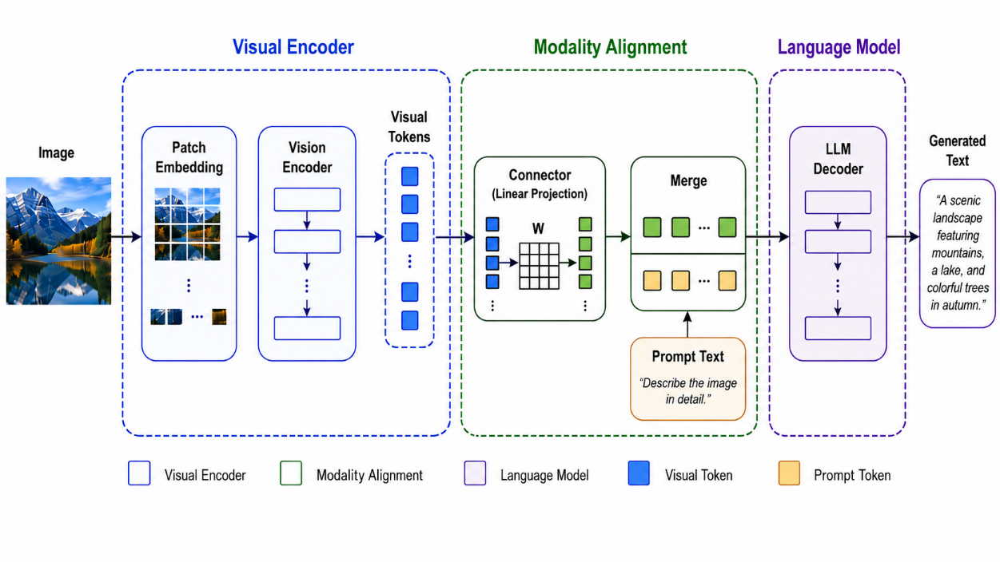 Visual Encoder
Modality Alignment
Language Model
Image
Patch
Embedding
Vision
Encoder
Visual
Tokens
Connector
(Linear Projection)
W
Merge
Prompt Text
“Describe the image
in detail.”
LLM
Decoder
Generated
Text
“A scenic
landscape
featuring
mountains,
a lake, and
colorful trees
in autumn.”
Visual Encoder
Modality Alignment
Language Model
Visual Token
Prompt Token